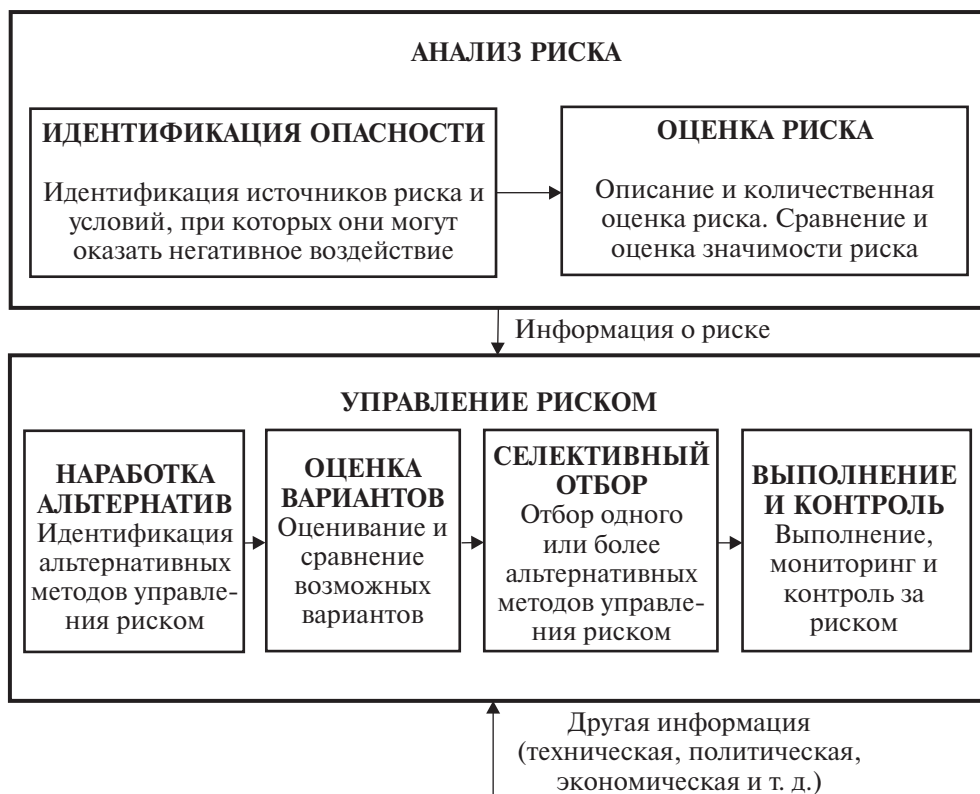 АНАЛИЗ РИСКА
ИДЕНТИФИКАЦИЯ ОПАСНОСТИ
Идентификация источников риска и
условий, при которых они могут
оказать негативное воздействие
ОЦЕНКА РИСКА
Описание и количественная
оценка риска. Сравнение и
оценка значимости риска
Информация о риске
УПРАВЛЕНИЕ РИСКОМ
НАРАБОТКА
АЛЬТЕРНАТИВ
Идентификация
альтернативных
методов управле-
ния риском
ОЦЕНКА
ВАРИАНТОВ
Оценивание и
сравнение
возможных
вариантов
СЕЛЕКТИВНЫЙ
ОТБОР
Отбор одного
или более
альтернативных
методов управле-
ния риском
ВЫПОЛНЕНИЕ
И КОНТРОЛЬ
Выполнение,
мониторинг и
контроль за
риском
Другая информация
(техническая, политическая,
экономическая и т. д.)